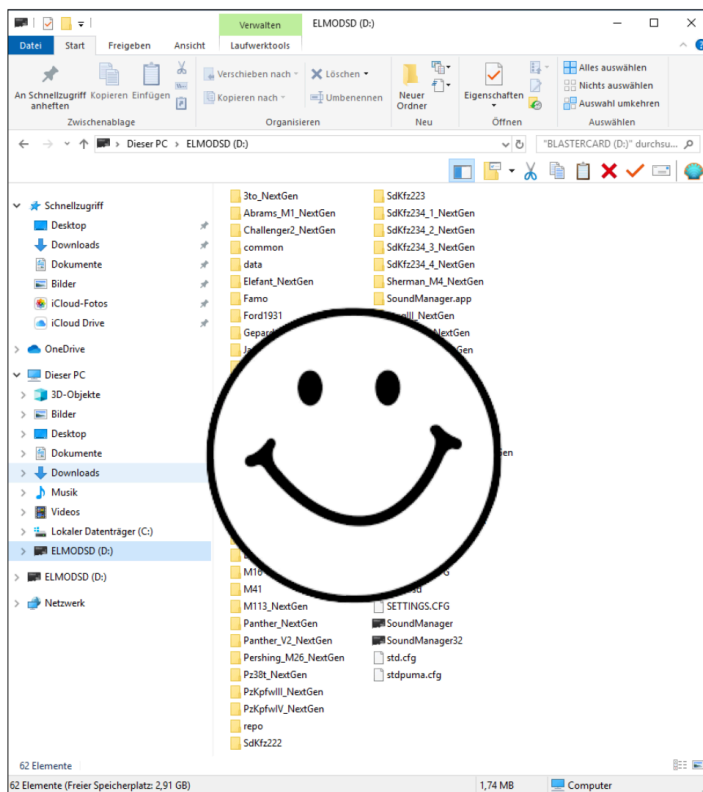 Verwalten
ELMODSD (D:)
Datei Start Freigeben Ansicht Laufwerktools
An Schnellzugriff anheften
Kopieren
Einfügen
Verschieben nach
Kopieren nach
Löschen
Umbenennen
Neuer Ordner
Eigenschaften
Alles auswählen
Nichts auswählen
Auswahl umkehren
Zwischenablage Organisieren Neu Öffnen Auswählen
Dieser PC > ELMODSD (D:)
"BLASTERCARD (D:)" durchsu...
Schnellzugriff
Desktop
Downloads
Dokumente
Bilder
iCloud-Fotos
iCloud Drive
OneDrive
Dieser PC
3D-Objekte
Bilder
Desktop
Dokumente
Downloads
Musik
Videos
Lokaler Datenträger (C:)
ELMODSD (D:)
ELMODSD (D:)
Netzwerk
3to_NextGen
Abrams_M1_NextGen
Challenger2_NextGen
common
data
Elefant_NextGen
Famo
Ford1931
M41
M113_NextGen
Panther_NextGen
Panther_V2_NextGen
Pershing_M26_NextGen
Pz38t_NextGen
PzKpfwIII_NextGen
PzKpfwIV_NextGen
repo
SdKfz222
SdKfz223
SdKfz234_1_NextGen
SdKfz234_2_NextGen
SdKfz234_3_NextGen
SdKfz234_4_NextGen
Sherman_M4_NextGen
SoundManager.app
SETTINGS.CFG
SoundManager
SoundManager32
std.cfg
stdpuma.cfg
62 Elemente
62 Elemente (Freier Speicherplatz: 2,91 GB)
1,74 MB
Computer